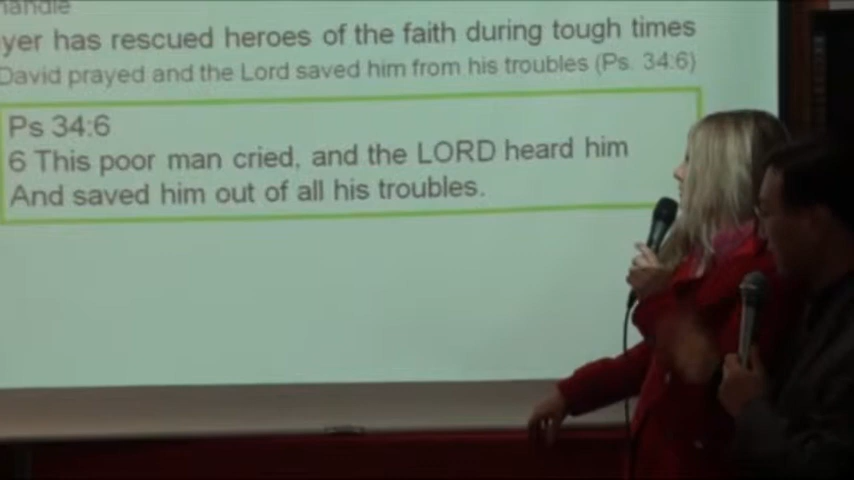 handle
yer has rescued heroes of the faith during tough times
David prayed and the Lord saved him from his troubles (Ps. 34:6)
Ps 34:6
6 This poor man cried, and the LORD heard him
And saved him out of all his troubles.